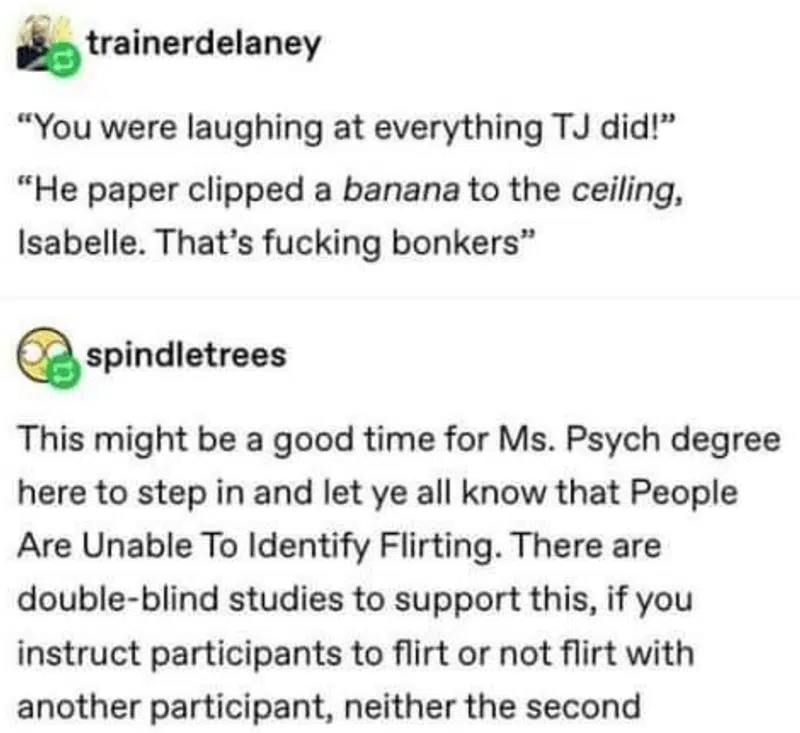 trainerdelaney
“You were laughing at everything TJ did!”
“He paper clipped a banana to the ceiling,
Isabelle. That’s fucking bonkers”
spindletrees
This might be a good time for Ms. Psych degree
here to step in and let ye all know that People
Are Unable To Identify Flirting. There are
double-blind studies to support this, if you
instruct participants to flirt or not flirt with
another participant, neither the second